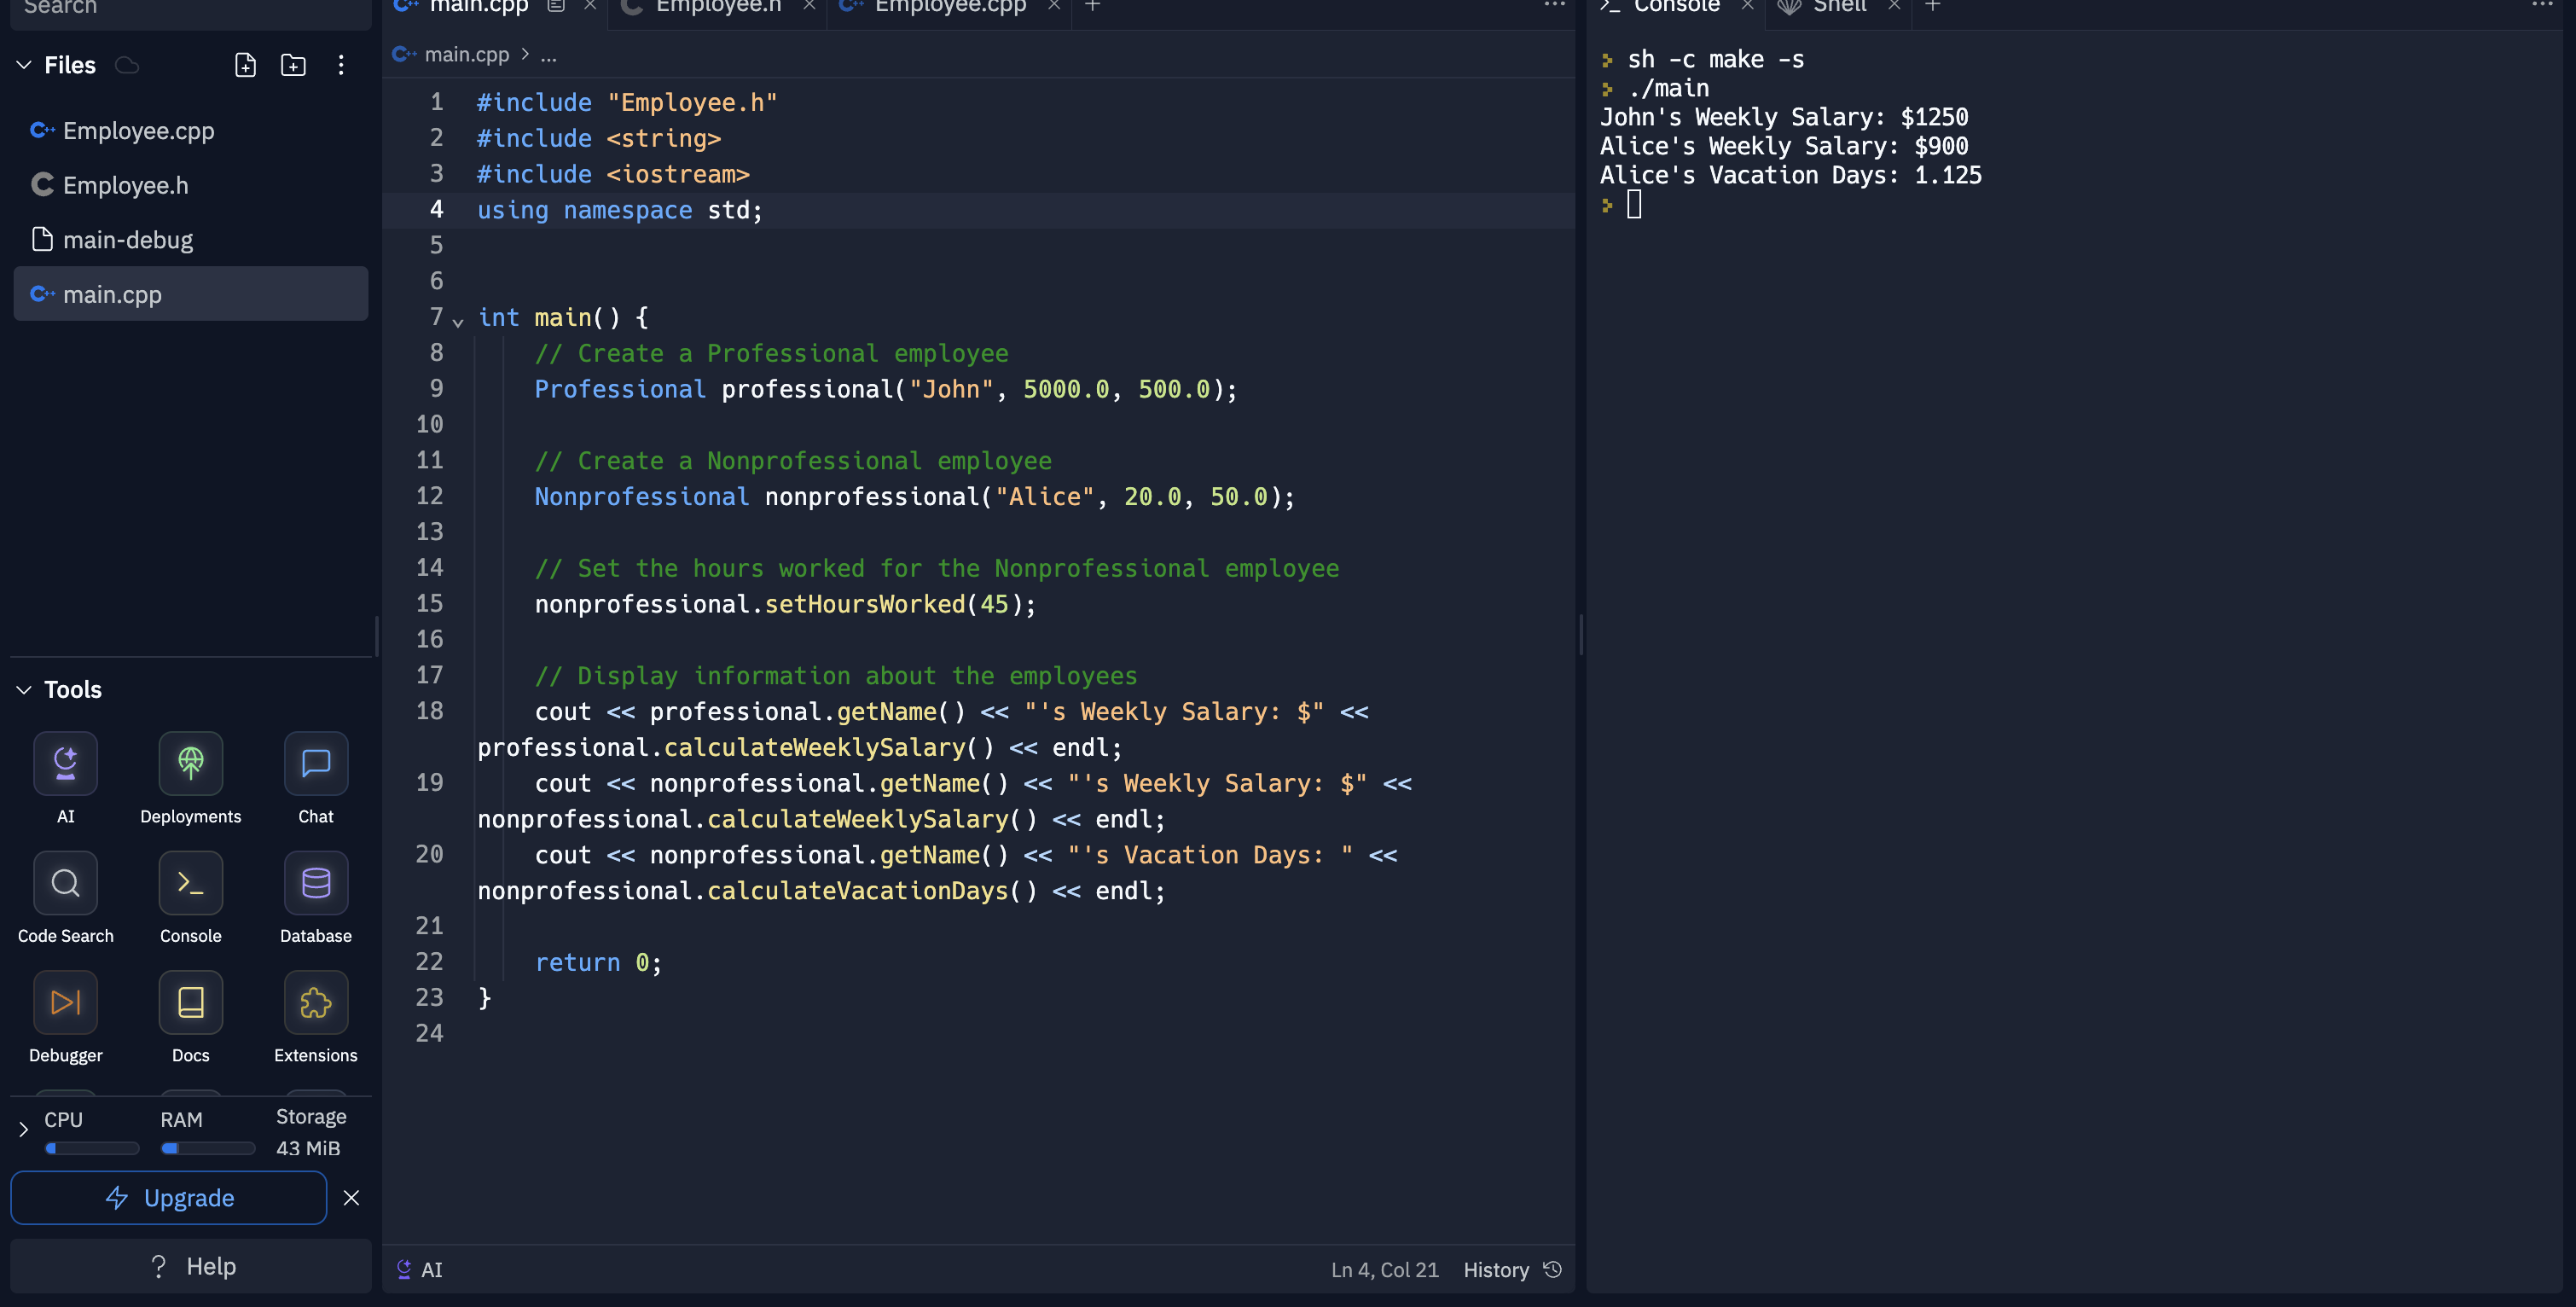 Search
Files
Employee.cpp
Employee.h
main-debug
main.cpp
Tools
AI
Deployments
Chat
Code Search
Console
Database
Debugger
Docs
Extensions
CPU
RAM
Storage
43 MiB
Upgrade
? Help
main.cpp
Employee.h
Employee.cpp
main.cpp > ...
1 #include "Employee.h"
2 #include <string>
3 #include <iostream>
4 using namespace std;
5
6
7 int main() {
8 // Create a Professional employee
9 Professional professional("John", 5000.0, 500.0);
10
11 // Create a Nonprofessional employee
12 Nonprofessional nonprofessional("Alice", 20.0, 50.0);
13
14 // Set the hours worked for the Nonprofessional employee
15 nonprofessional.setHoursWorked(45);
16
17 // Display information about the employees
18 cout << professional.getName() << "'s Weekly Salary: $" <<
professional.calculateWeeklySalary() << endl;
19 cout << nonprofessional.getName() << "'s Weekly Salary: $" <<
nonprofessional.calculateWeeklySalary() << endl;
20 cout << nonprofessional.getName() << "'s Vacation Days: " <<
nonprofessional.calculateVacationDays() << endl;
21
22 return 0;
23 }
24
AI
Ln 4, Col 21
History
Console
Shell
sh -c make -s
./main
John's Weekly Salary: $1250
Alice's Weekly Salary: $900
Alice's Vacation Days: 1.125